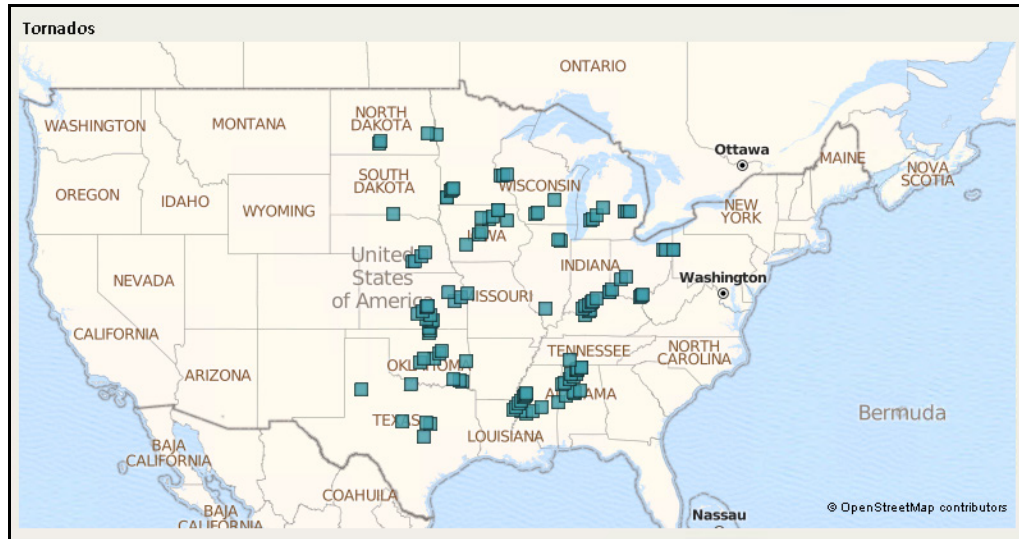 Tornados
ONTARIO
WASHINGTON
MONTANA
NORTH
DAKOTA
Ottawa
MAINE
NOVA
SCOTIA
OREGON
IDAHO
WYOMING
SOUTH
DAKOTA
WISCONSIN
NEW
YORK
NEVADA
United
States
of America
IOWA
INDIANA
Washington
MISSOURI
CALIFORNIA
ARIZONA
OKLAHOMA
TENNESSEE
NORTH
CAROLINA
ALABAMA
TEXAS
LOUISIANA
Bermuda
BAJA
CALIFORNIA
COAHUILA
BAJA
CALIFORNIA
Nassau
© OpenStreetMap contributors